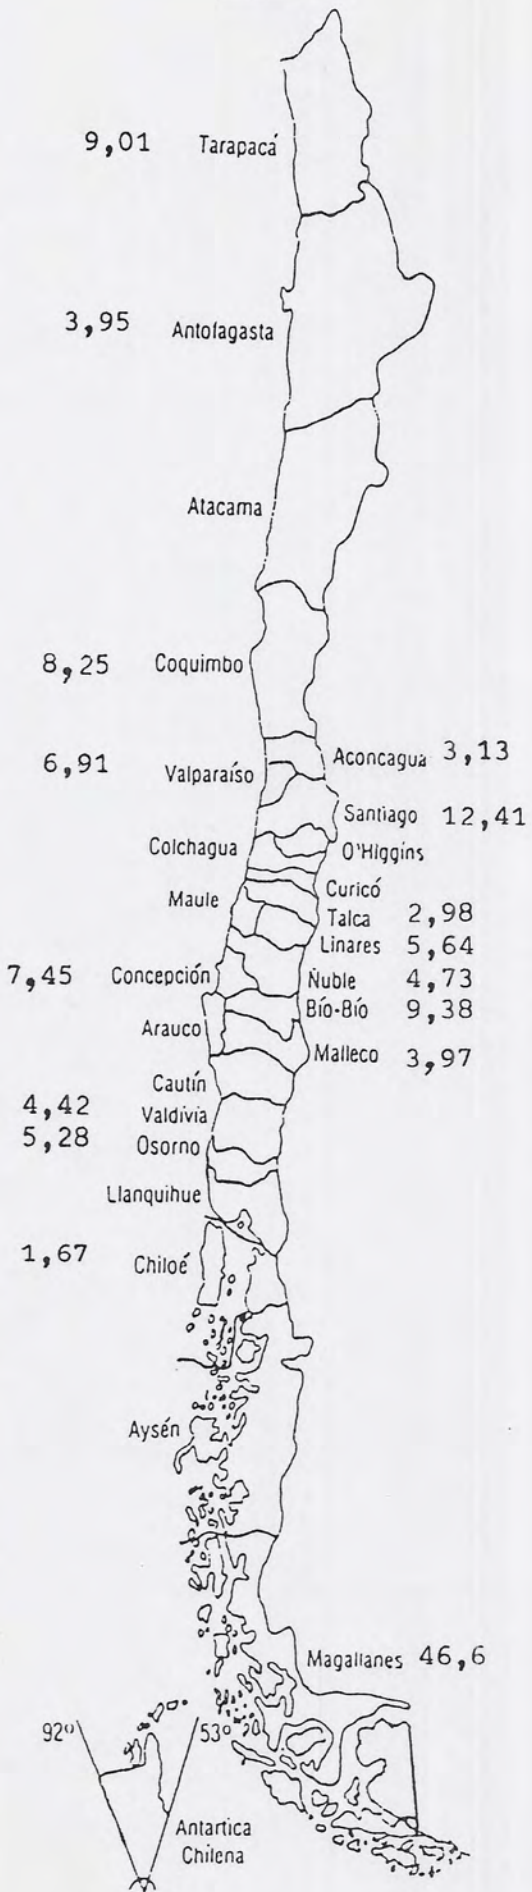 9,01 Tarapacá
3,95 Antofagasta
Atacama
8,25 Coquimbo
6,91 Valparaíso
Aconcagua 3,13
Santiago 12,41
Colchagua
O'Higgins
Curicó
Maule
Talca 2,98
Linares 5,64
7,45 Concepción
Ñuble 4,73
Bío-Bío 9,38
Arauco
Malleco 3,97
Cautín
4,42 Valdivia
5,28 Osorno
Llanquihue
1,67 Chiloé
Aysén
Magallanes 46,6
92º 53º
Antartica
Chilena